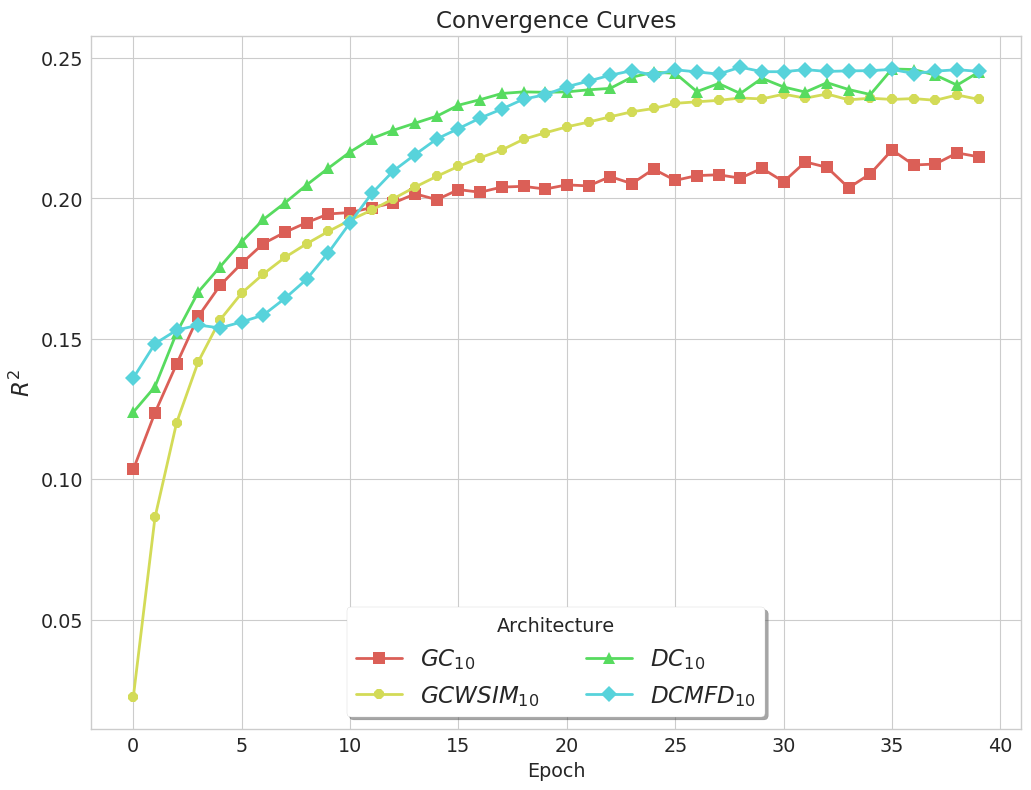 Convergence Curves
R²
0.25
0.20
0.15
0.10
0.05
Architecture
GC₁₀ DC₁₀
GCWSIM₁₀ DCMFD₁₀
0 5 10 15 20 25 30 35 40
Epoch